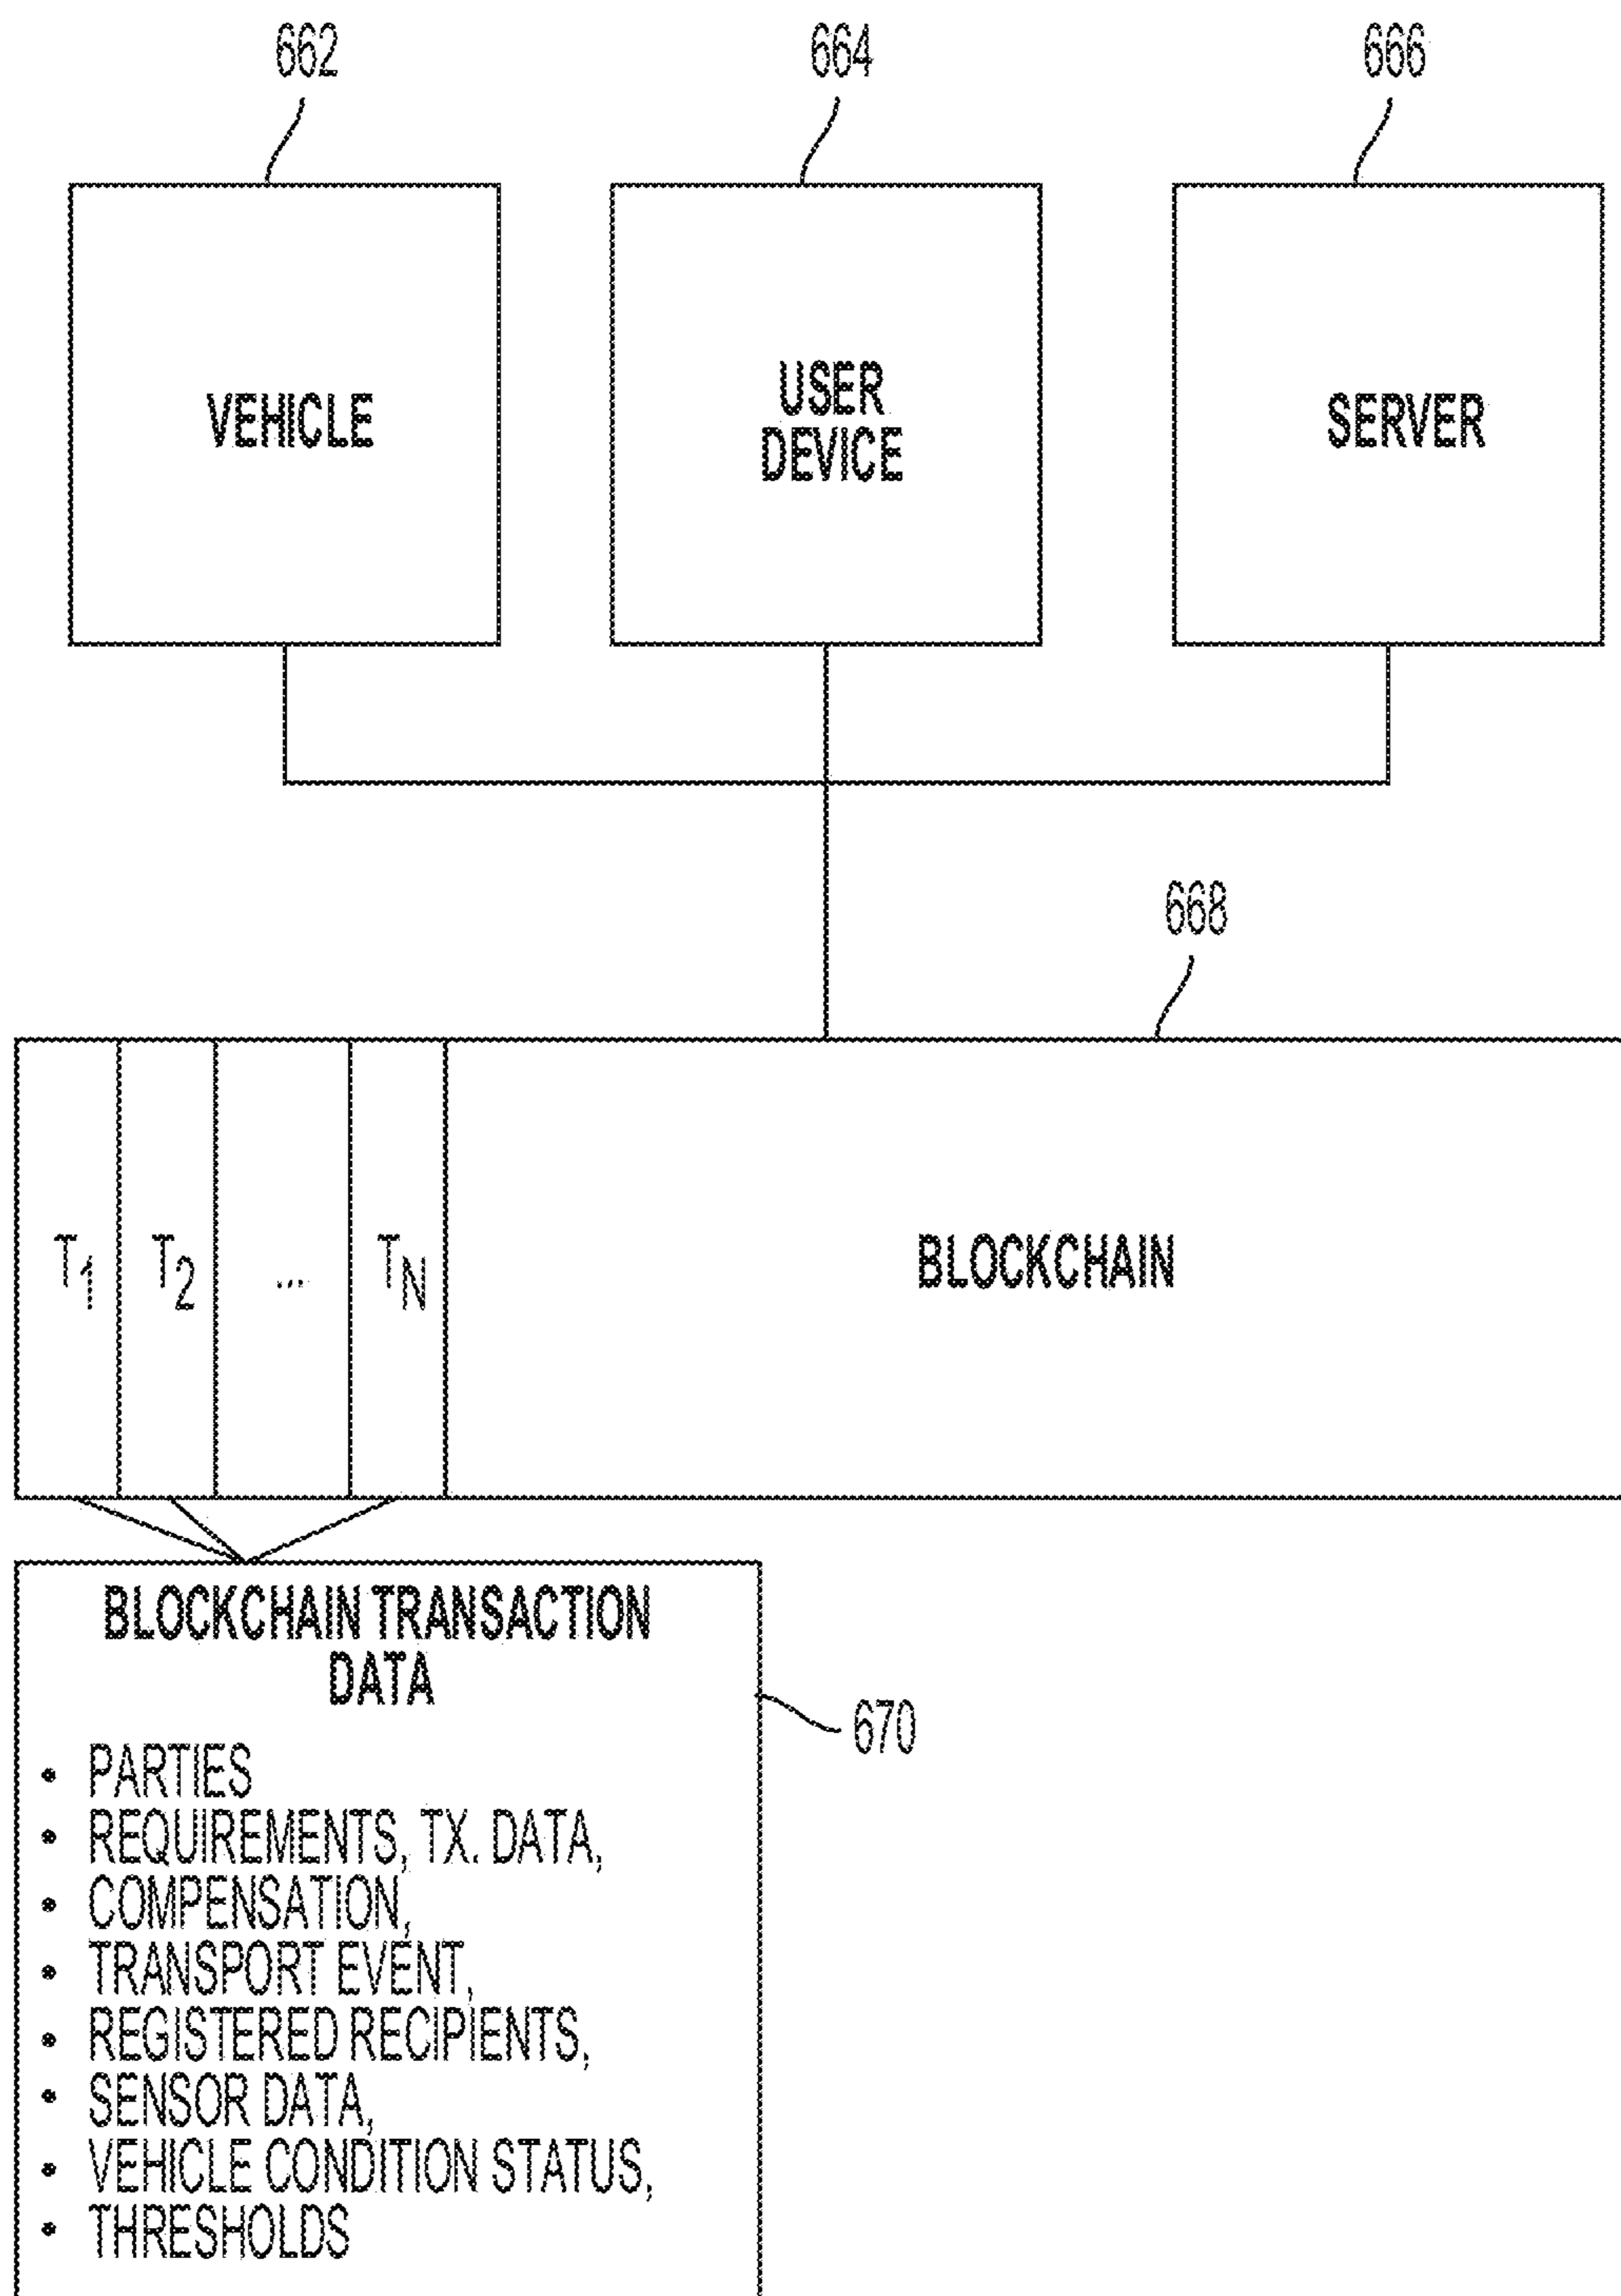 662
664
666
VEHICLE
USER
DEVICE
SERVER
668
T1
T2
...
TN
BLOCKCHAIN
BLOCKCHAIN TRANSACTION
DATA
670
• PARTIES
• REQUIREMENTS, TX. DATA,
• COMPENSATION,
• TRANSPORT EVENT,
• REGISTERED RECIPIENTS,
• SENSOR DATA,
• VEHICLE CONDITION STATUS,
• THRESHOLDS